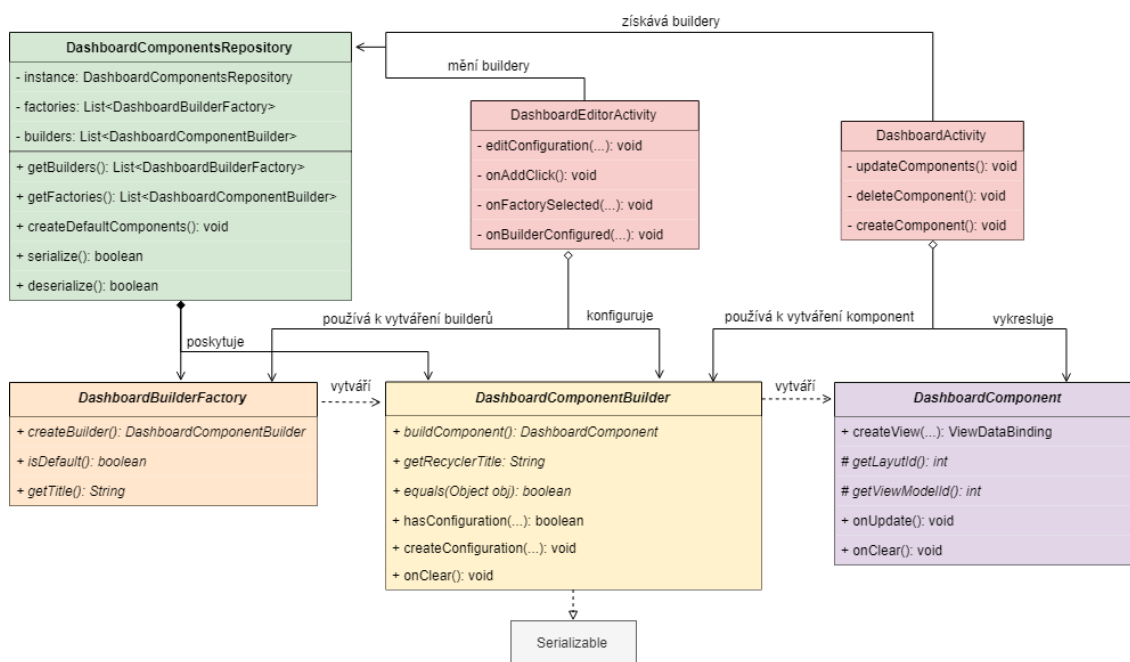 získává buildery
DashboardComponentsRepository
- instance: DashboardComponentsRepository
- factories: List<DashboardBuilderFactory>
- builders: List<DashboardComponentBuilder>
+ getBuilders(): List<DashboardBuilderFactory>
+ getFactories(): List<DashboardComponentBuilder>
+ createDefaultComponents(): void
+ serialize(): boolean
+ deserialize(): boolean
mění buildery
DashboardEditorActivity
- editConfiguration(...): void
- onAddClick(): void
- onFactorySelected(...): void
- onBuilderConfigured(...): void
DashboardActivity
- updateComponents(): void
- deleteComponent(): void
- createComponent(): void
používá k vytváření builderů
konfiguruje
používá k vytváření komponent
vykresluje
poskytuje
DashboardBuilderFactory
+ createBuilder(): DashboardComponentBuilder
+ isDefault(): boolean
+ getTitle(): String
vytváří
DashboardComponentBuilder
+ buildComponent(): DashboardComponent
+ getRecyclerTitle: String
+ equals(Object obj): boolean
+ hasConfiguration(...): boolean
+ createConfiguration(...): void
+ onClear(): void
vytváří
DashboardComponent
+ createView(...): ViewDataBinding
# getLayutId(): int
# getViewModelId(): int
+ onUpdate(): void
+ onClear(): void
Serializable